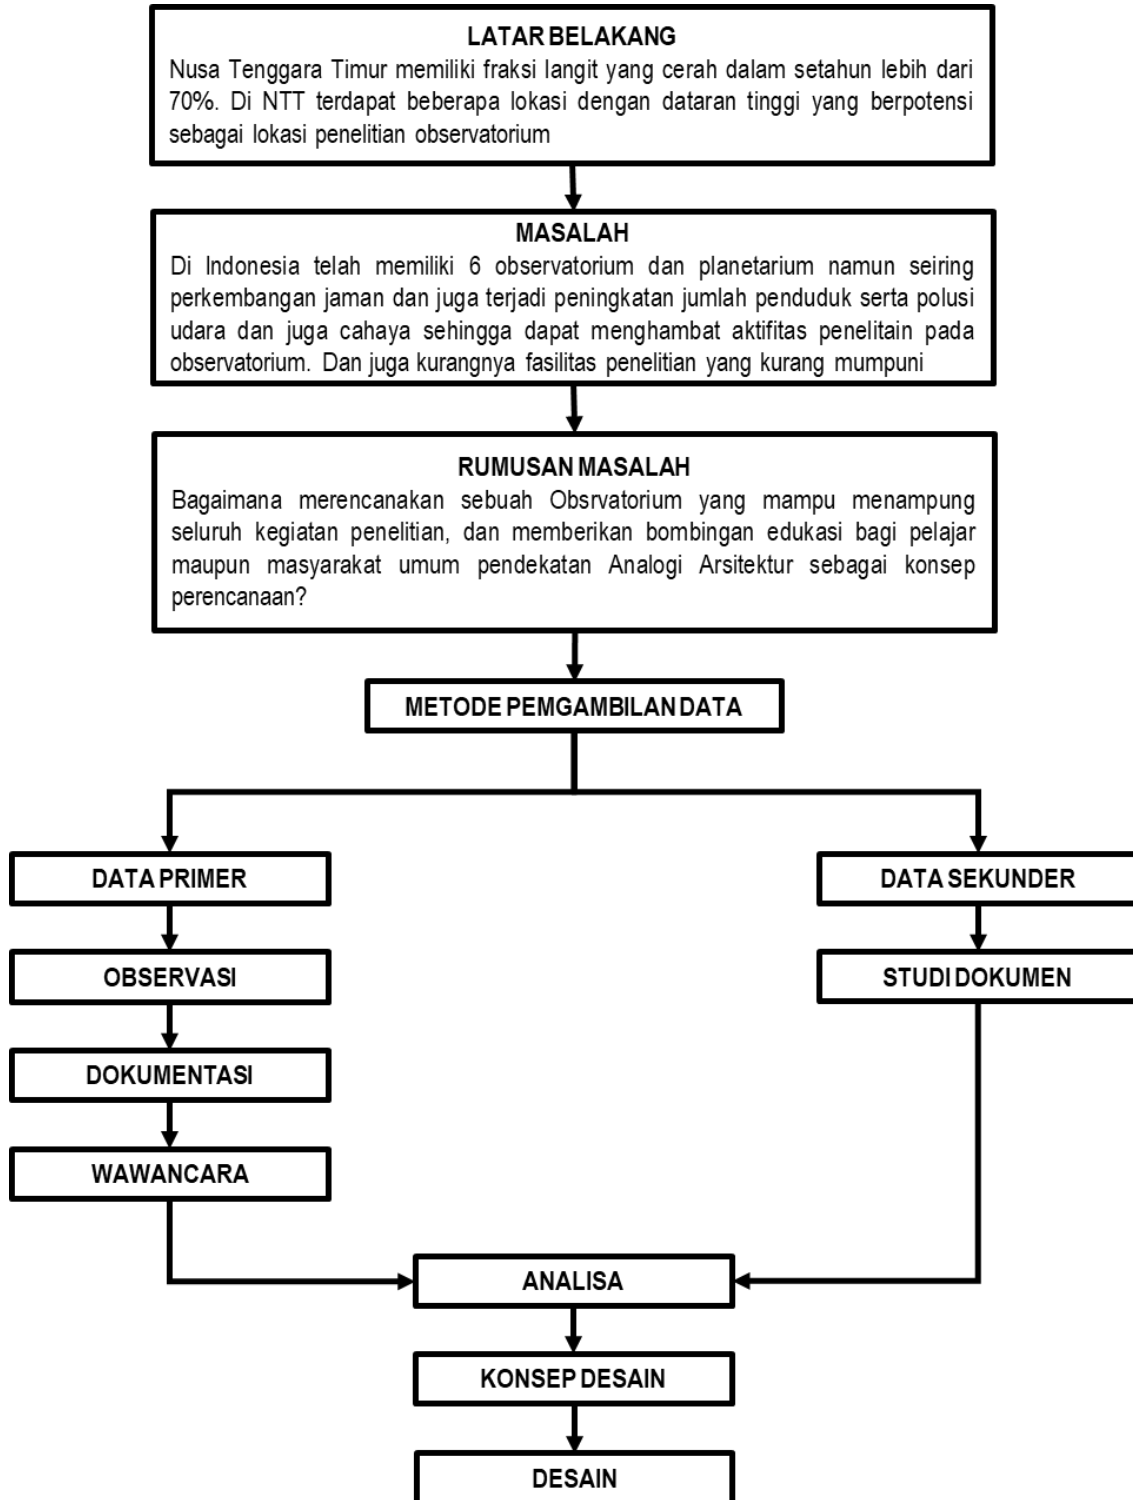 LATAR BELAKANG
Nusa Tenggara Timur memiliki fraksi langit yang cerah dalam setahun lebih dari
70%. Di NTT terdapat beberapa lokasi dengan dataran tinggi yang berpotensi
sebagai lokasi penelitian observatorium
MASALAH
Di Indonesia telah memiliki 6 observatorium dan planetarium namun seiring
perkembangan jaman dan juga terjadi peningkatan jumlah penduduk serta polusi
udara dan juga cahaya sehingga dapat menghambat aktifitas penelitain pada
observatorium. Dan juga kurangnya fasilitas penelitian yang kurang mumpuni
RUMUSAN MASALAH
Bagaimana merencanakan sebuah Obsrvatorium yang mampu menampung
seluruh kegiatan penelitian, dan memberikan bombingan edukasi bagi pelajar
maupun masyarakat umum pendekatan Analogi Arsitektur sebagai konsep
perencanaan?
METODE PEMGAMBILAN DATA
DATA PRIMER
DATA SEKUNDER
OBSERVASI
STUDI DOKUMEN
DOKUMENTASI
WAWANCARA
ANALISA
KONSEP DESAIN
DESAIN